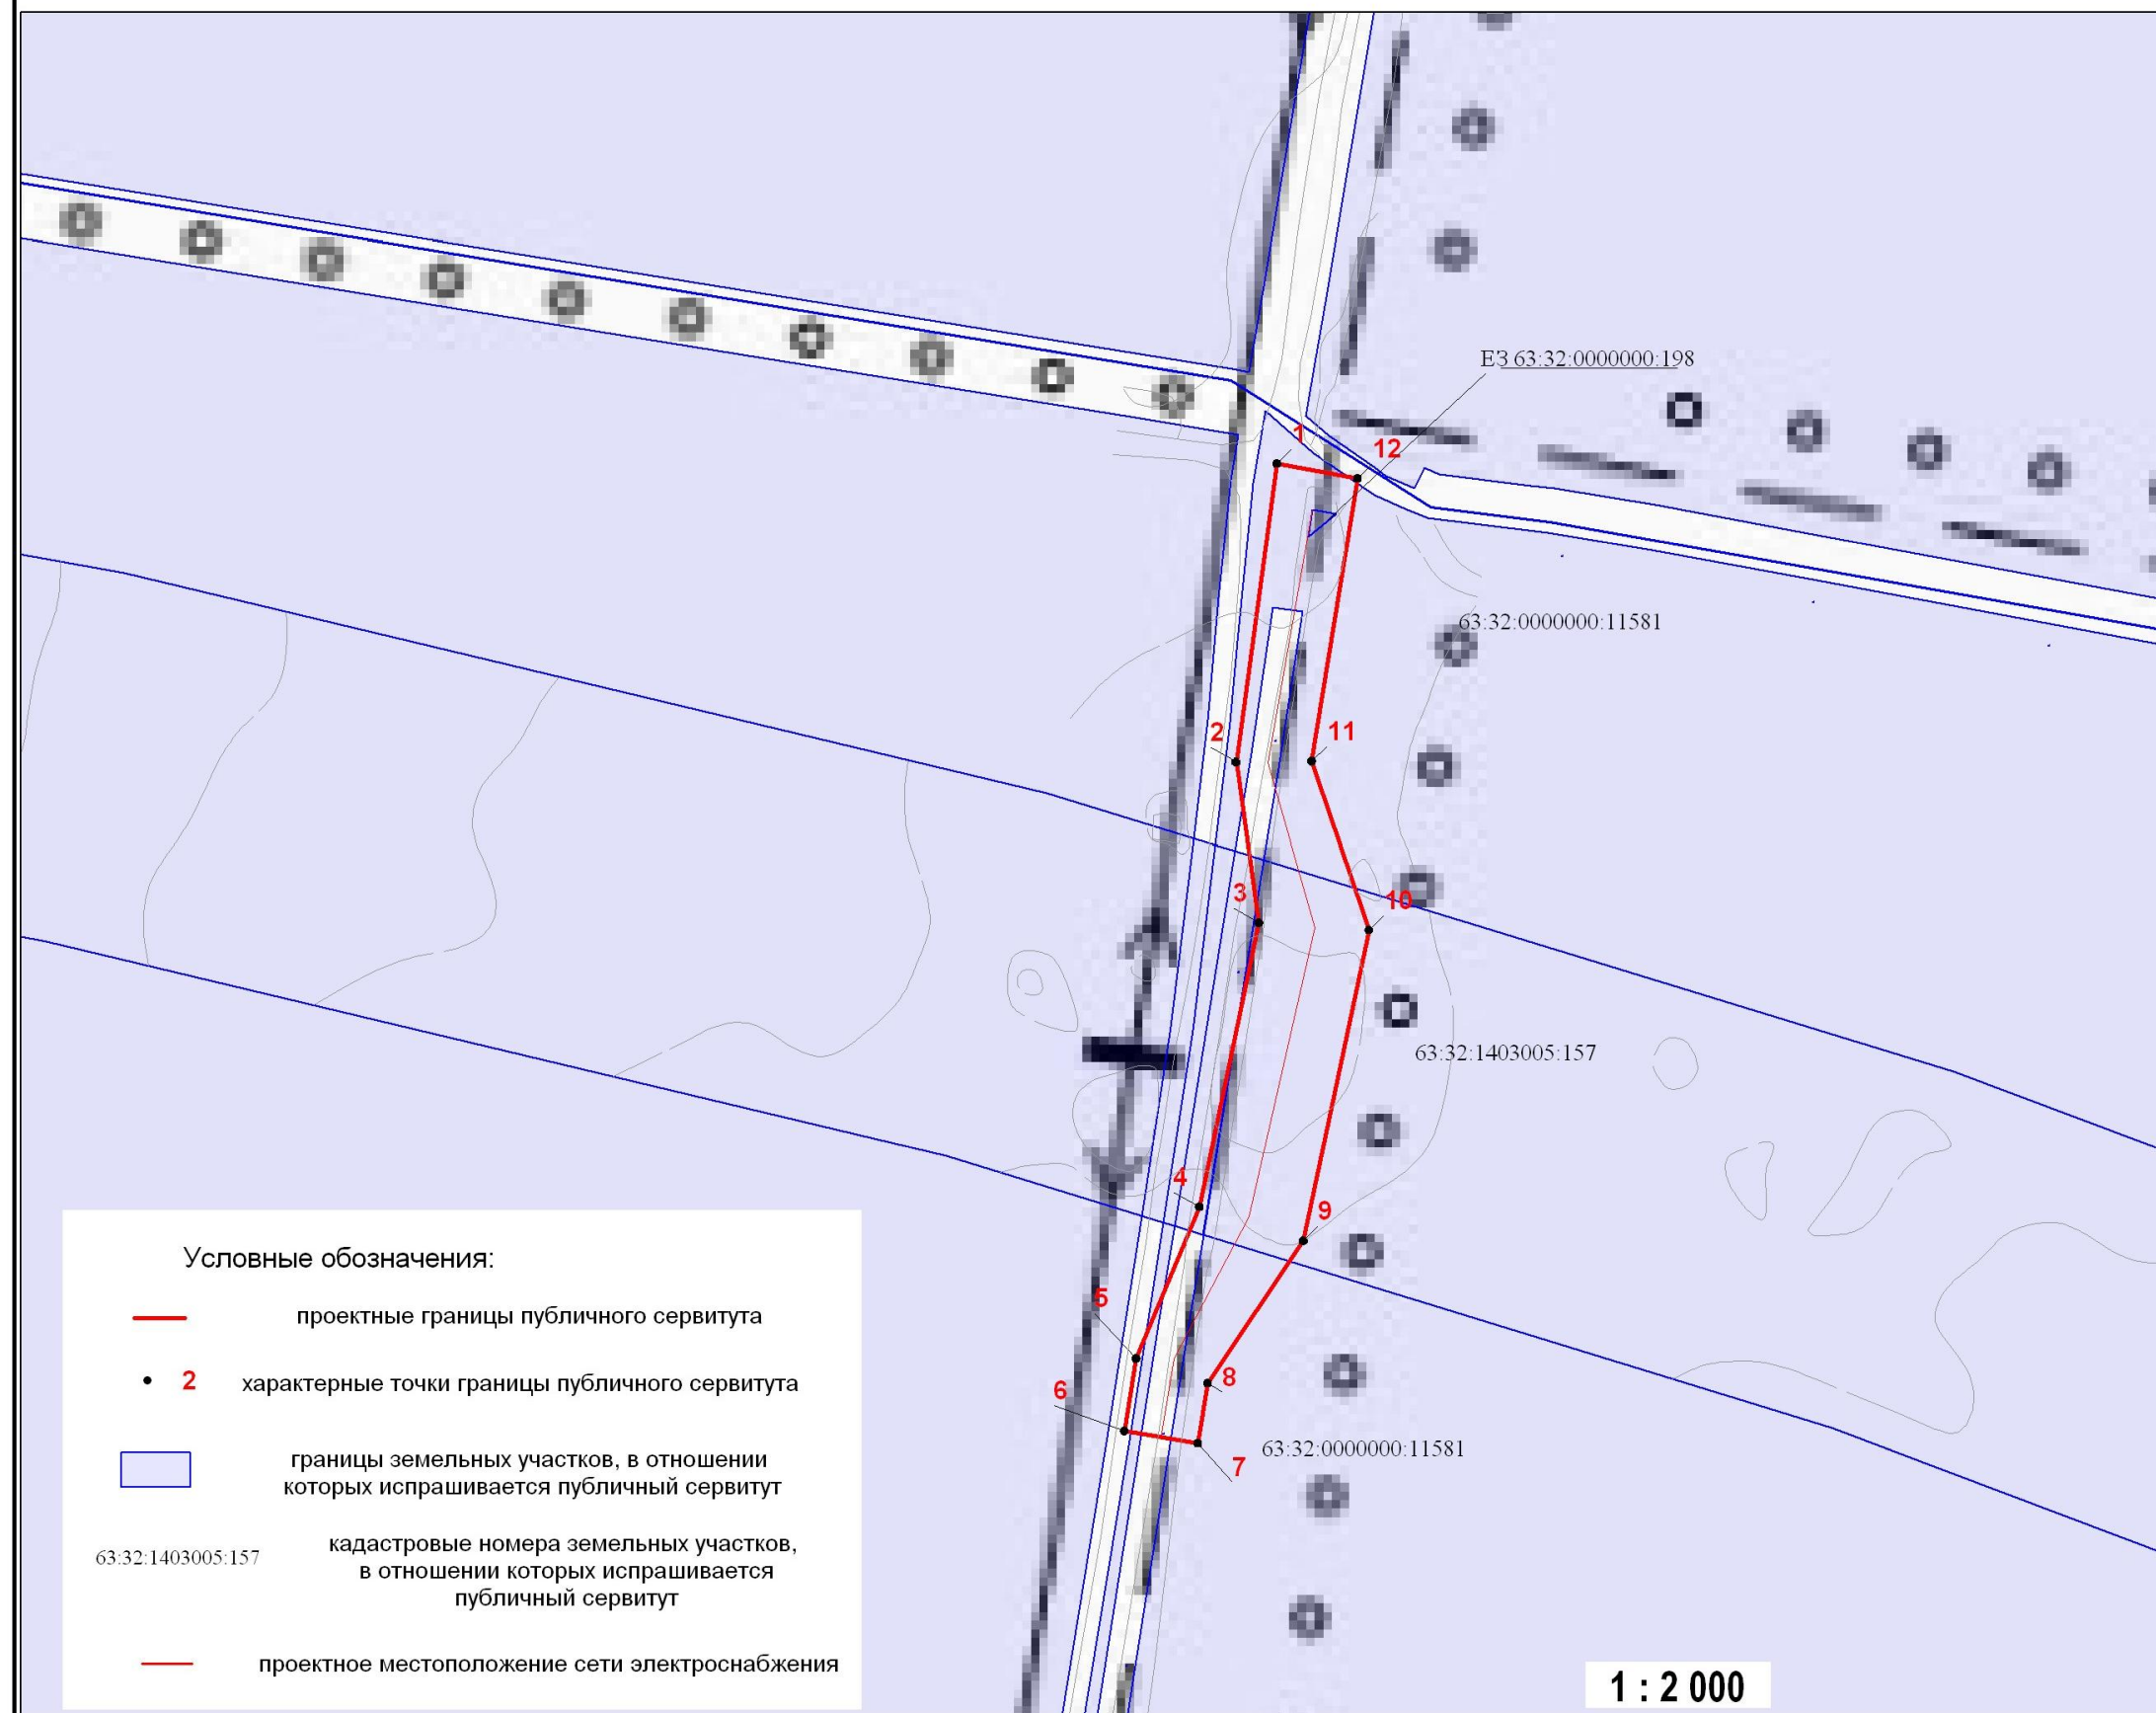 ЕЗ 63:32:0000000:198
1
12
63:32:0000000:11581
2
11
3
10
63:32:1403005:157
4
9
5
8
6
63:32:0000000:11581
7
Условные обозначения:
проектные границы публичного сервитута
2 характерные точки границы публичного сервитута
границы земельных участков, в отношении
которых испрашивается публичный сервитут
63:32:1403005:157
кадастровые номера земельных участков,
в отношении которых испрашивается
публичный сервитут
проектное местоположение сети электроснабжения
1 : 2 000